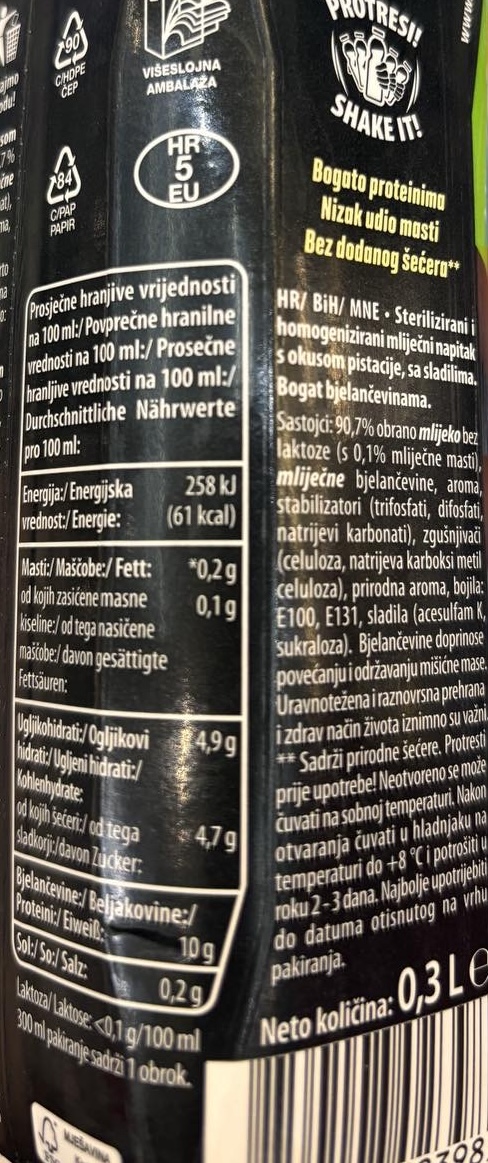 90
C/HDPE
ČEP
84
C/PAP
PAPIR
VIŠESLOJNA
AMBALAŽA
HR
5
EU
PROTRESI!
SHAKE IT!
Bogato proteinima
Nizak udio masti
Bez dodanog šećera**
Prosječne hranjive vrijednosti
na 100 ml:/ Povprečne hranilne
vrednosti na 100 ml:/ Prosečne
hranljive vrednosti na 100 ml:/
Durchschnittliche Nährwerte
pro 100 ml:
Energija:/ Energijska 258 kJ
vrednost:/ Energie: (61 kcal)
Masti:/ Maščobe:/ Fett: *0,2 g
od kojih zasićene masne 0,1 g
kiseline:/ od tega nasičene
maščobe:/ davon gesättigte
Fettsäuren:
Ugljikohidrati:/ Ogljikovi 4,9 g
hidrati:/ Ugljeni hidrati:/
Kohlenhydrate:
od kojih šećeri:/ od tega 4,7 g
sladkorji:/ davon Zucker:
Bjelančevine:/ Beljakovine:/
Proteini:/ Eiweiß: 10 g
Sol:/ So:/ Salz: 0,2 g
Laktoza/ Laktose: <0,1 g/100 ml
300 ml pakiranje sadrži 1 obrok.
HR/ BiH/ MNE • Sterilizirani i
homogenizirani mliječni napitak
s okusom pistacije, sa sladilima.
Bogat bjelančevinama.
Sastojci: 90,7% obrano mlijeko bez
laktoze (s 0,1% mliječne masti),
mliječne bjelančevine, aroma,
stabilizatori (trifosfati, difosfati,
natrijevi karbonati), zgušnjivači
(celuloza, natrijeva karboksi metil
celuloza), prirodna aroma, bojila:
E100, E131, sladila (acesulfam K,
sukraloza). Bjelančevine doprinose
povećanju i održavanju mišićne mase.
Uravnotežena i raznovrsna prehrana
i zdrav način života iznimno su važni.
** Sadrži prirodne šećere. Protresti
prije upotrebe! Neotvoreno se može
čuvati na sobnoj temperaturi. Nakon
otvaranja čuvati u hladnjaku na
temperaturi do +8 °C i potrošiti u
roku 2-3 dana. Najbolje upotrijebiti
do datuma otisnutog na vrhu
pakiranja.
Neto količina: 0,3 L e
MJEŠAVINA